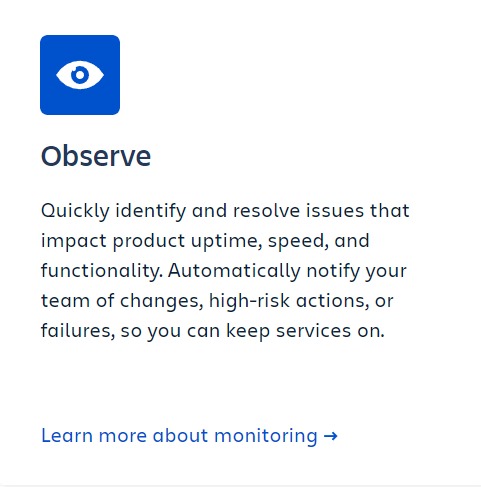 Observe
Quickly identify and resolve issues that
impact product uptime, speed, and
functionality. Automatically notify your
team of changes, high-risk actions, or
failures, so you can keep services on.
Learn more about monitoring →